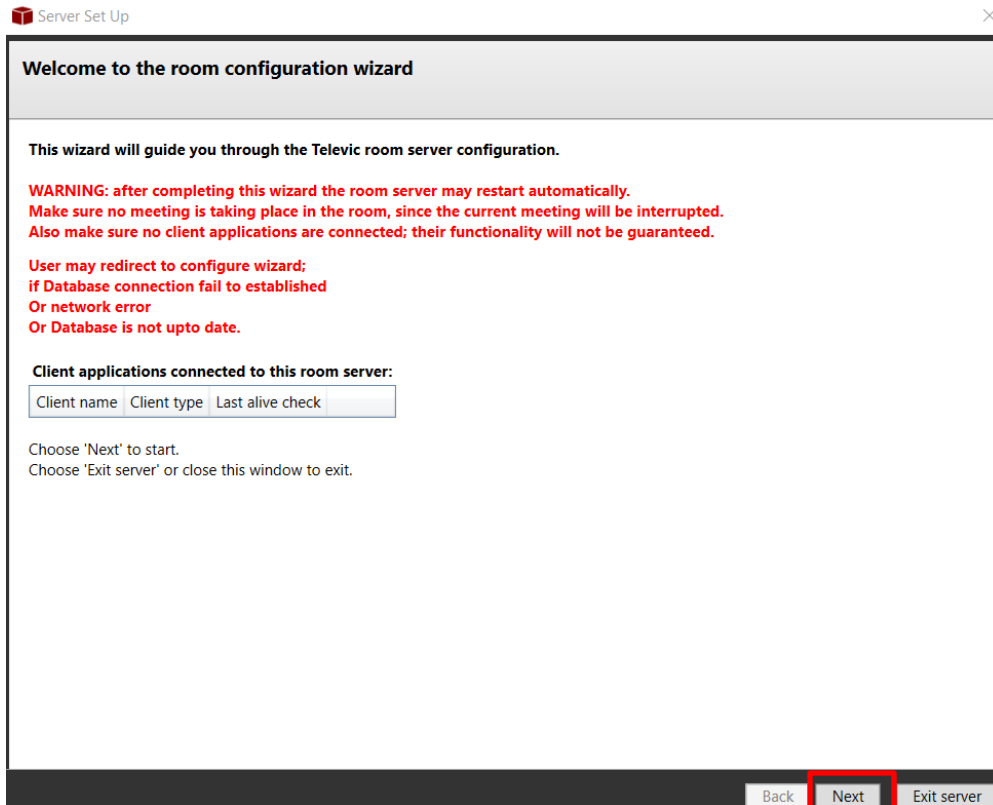 Server Set Up
Welcome to the room configuration wizard
This wizard will guide you through the Televic room server configuration.
WARNING: after completing this wizard the room server may restart automatically.
Make sure no meeting is taking place in the room, since the current meeting will be interrupted.
Also make sure no client applications are connected; their functionality will not be guaranteed.
User may redirect to configure wizard;
if Database connection fail to established
Or network error
Or Database is not upto date.
Client applications connected to this room server:
Client name Client type Last alive check
Choose 'Next' to start.
Choose 'Exit server' or close this window to exit.
Back Next Exit server